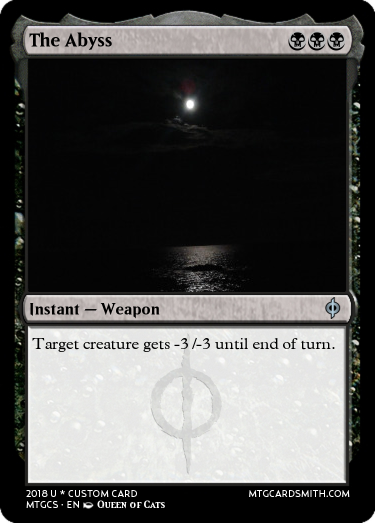 The Abyss
Instant — Weapon
Target creature gets -3/-3 until end of turn.
2018 U * CUSTOM CARD
MTGCARDSMITH.COM
MTGCS · EN QUEEN OF CATS